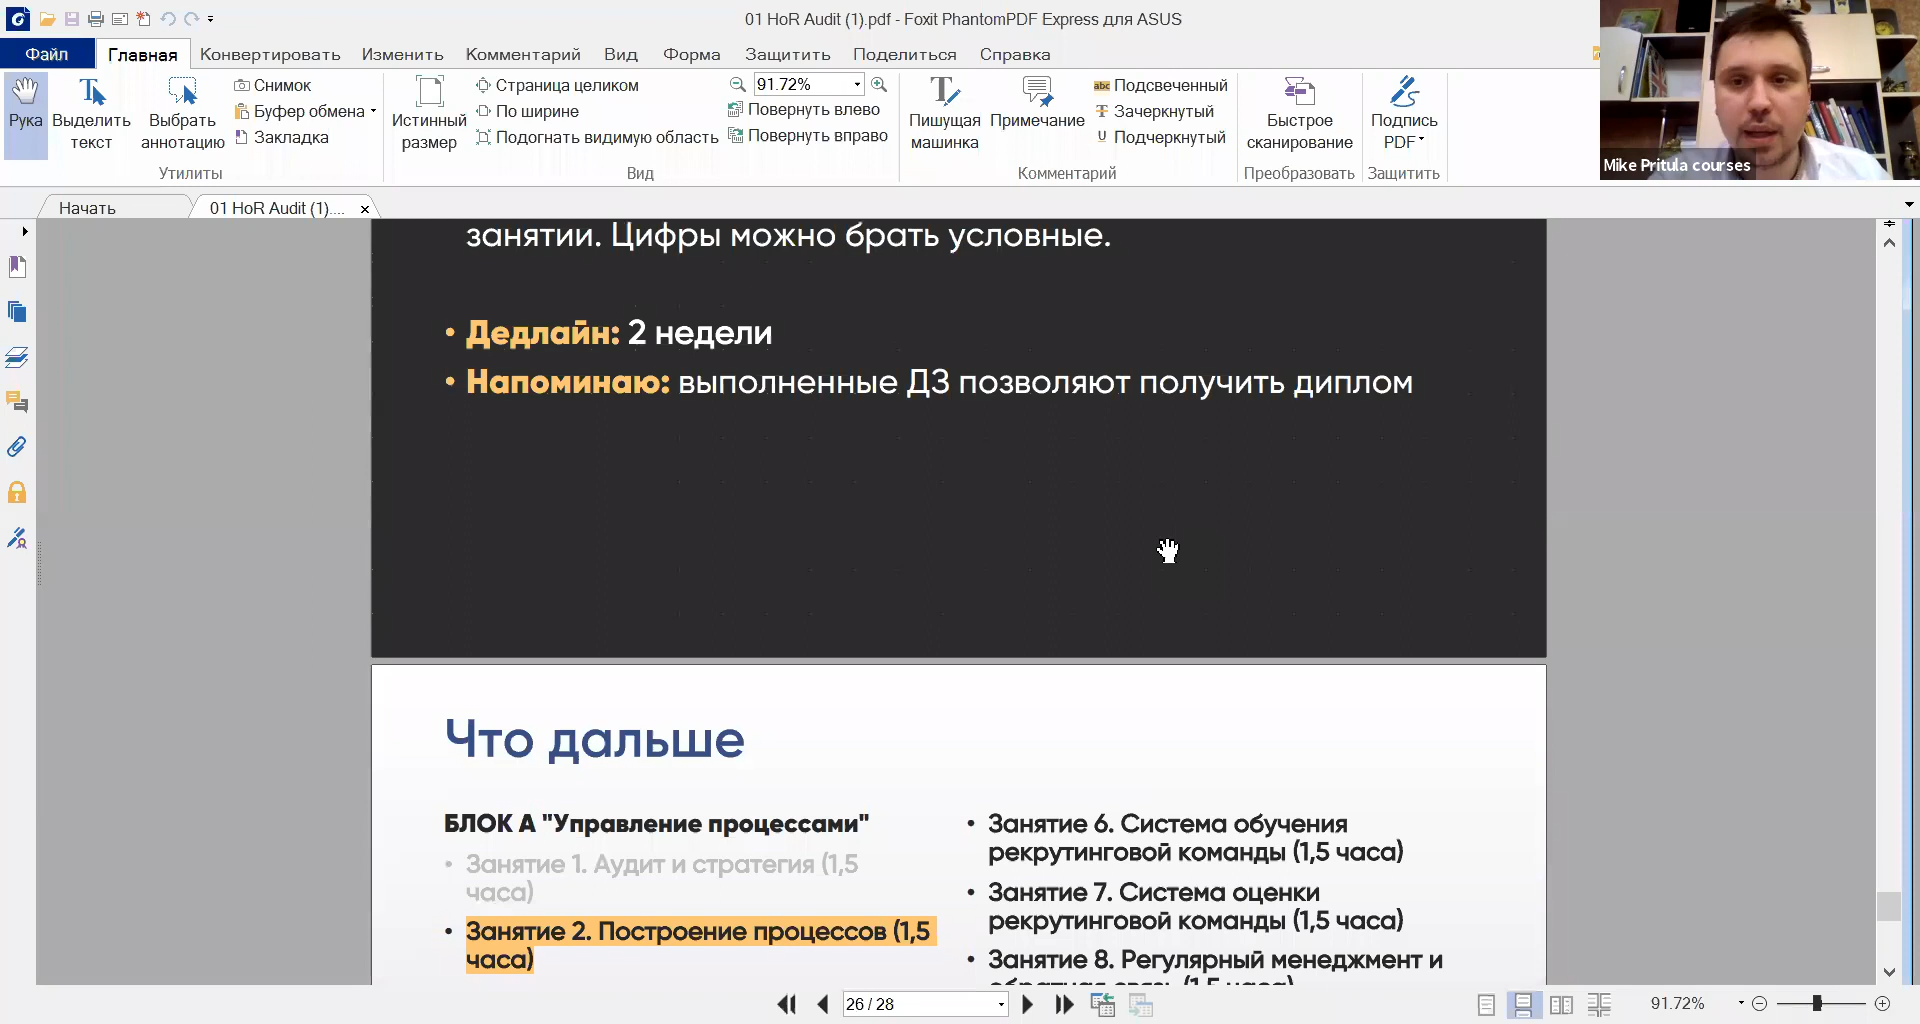 01 HoR Audit (1).pdf - Foxit PhantomPDF Express для ASUS
Файл Главная Конвертировать Изменить Комментарий Вид Форма Защитить Поделиться Справка
Рука
Выделить текст
Выбрать аннотацию
Снимок
Буфер обмена
Закладка
Утилиты
Истинный размер
Страница целиком
По ширине
Подогнать видимую область
91.72%
Повернуть влево
Повернуть вправо
Вид
Пишущая машинка
Примечание
Подсвеченный
Зачеркнутый
Подчеркнутый
Комментарий
Быстрое сканирование
Преобразовать
Подпись PDF
Защитить
Mike Pritula courses
Начать
01 HoR Audit (1)....
занятии. Цифры можно брать условные.
• Дедлайн: 2 недели
• Напоминаю: выполненные ДЗ позволяют получить диплом
Что дальше
БЛОК А "Управление процессами"
• Занятие 1. Аудит и стратегия (1,5
часа)
• Занятие 2. Построение процессов (1,5
часа)
• Занятие 6. Система обучения
рекрутинговой команды (1,5 часа)
• Занятие 7. Система оценки
рекрутинговой команды (1,5 часа)
• Занятие 8. Регулярный менеджмент и
обратная связь (1,5 часа)
26 / 28
91.72%